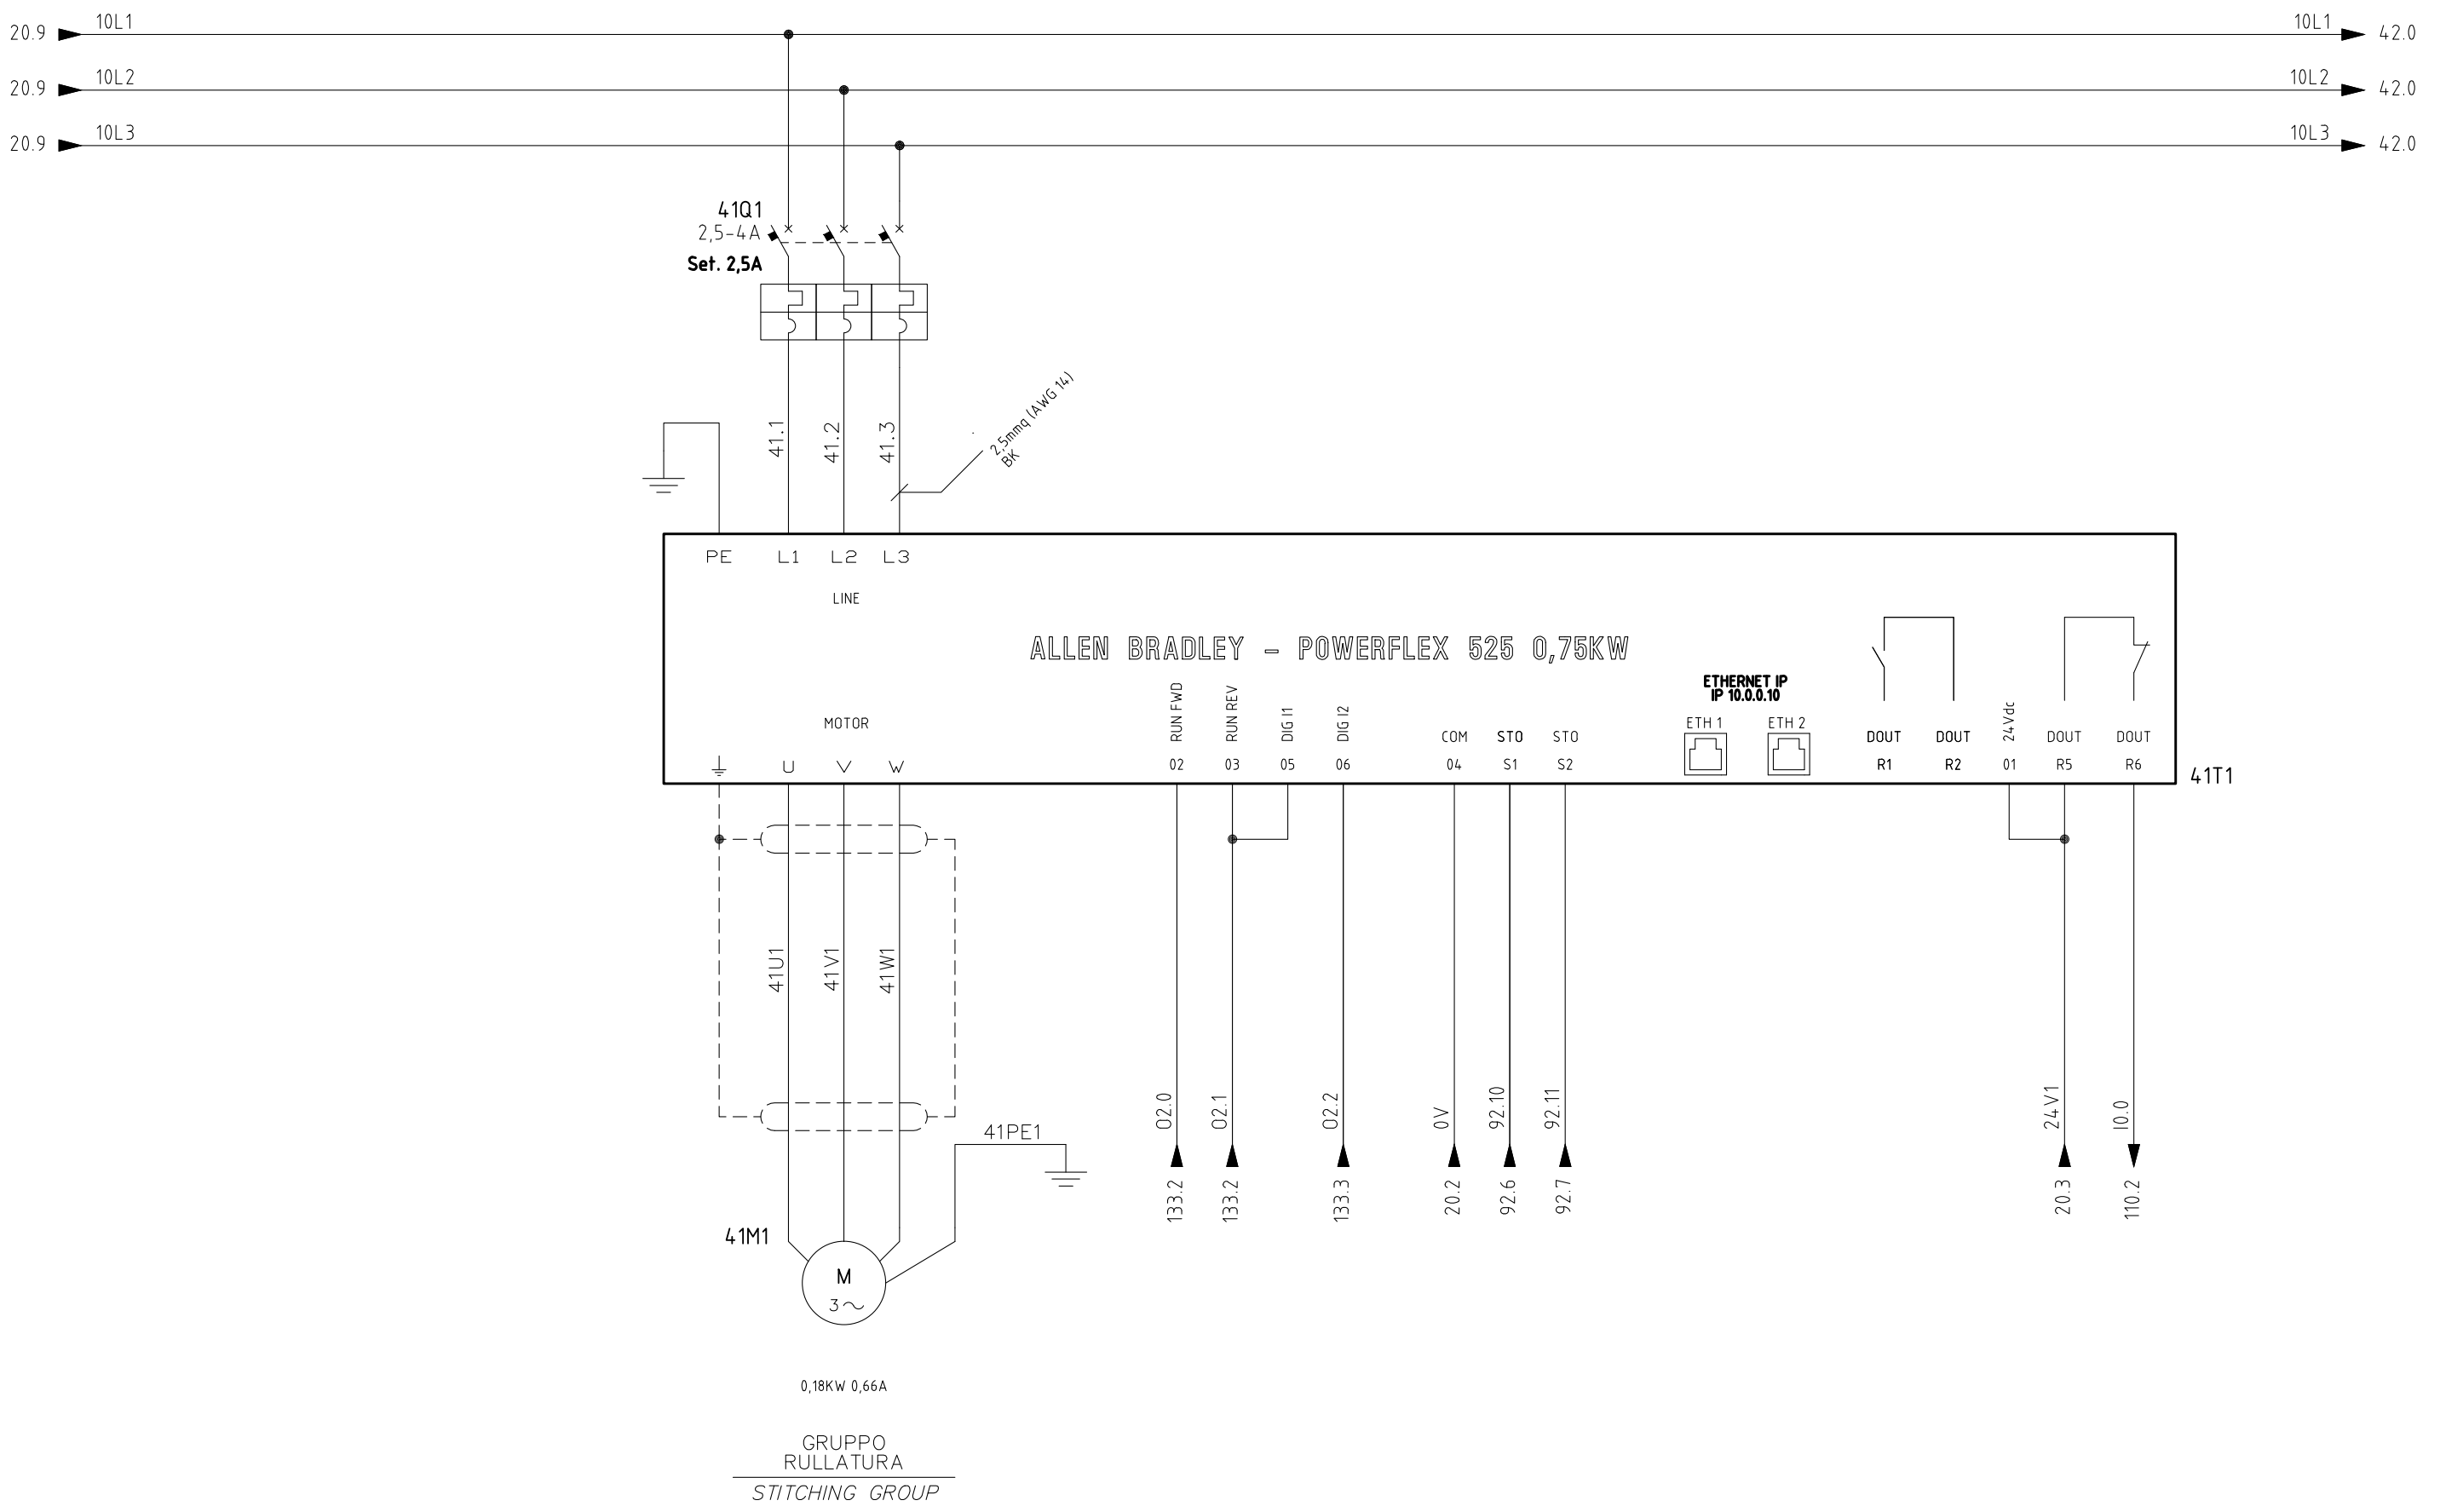 20.9 10L1 10L1 42.0
20.9 10L2 10L2 42.0
20.9 10L3 10L3 42.0
41Q1
2,5-4A
Set. 2,5A
41.1 41.2 41.3
2,5mmq (AWG 14)
BK
PE L1 L2 L3
LINE
ALLEN BRADLEY - POWERFLEX 525 0,75KW
ETHERNET IP
IP 10.0.0.10
MOTOR
RUN FWD RUN REV DIG I1 DIG I2
COM STO STO
ETH 1 ETH 2
DOUT DOUT 24Vdc DOUT DOUT
U V W
02 03 05 06 04 S1 S2
R1 R2 01 R5 R6
41T1
41U1 41V1 41W1
O2.0 O2.1 O2.2 0V 92.10 92.11 24V1 I0.0
41PE1
133.2 133.2 133.3 20.2 92.6 92.7 20.3 110.2
41M1
M
3~
0,18KW 0,66A
GRUPPO
RULLATURA
STITCHING GROUP